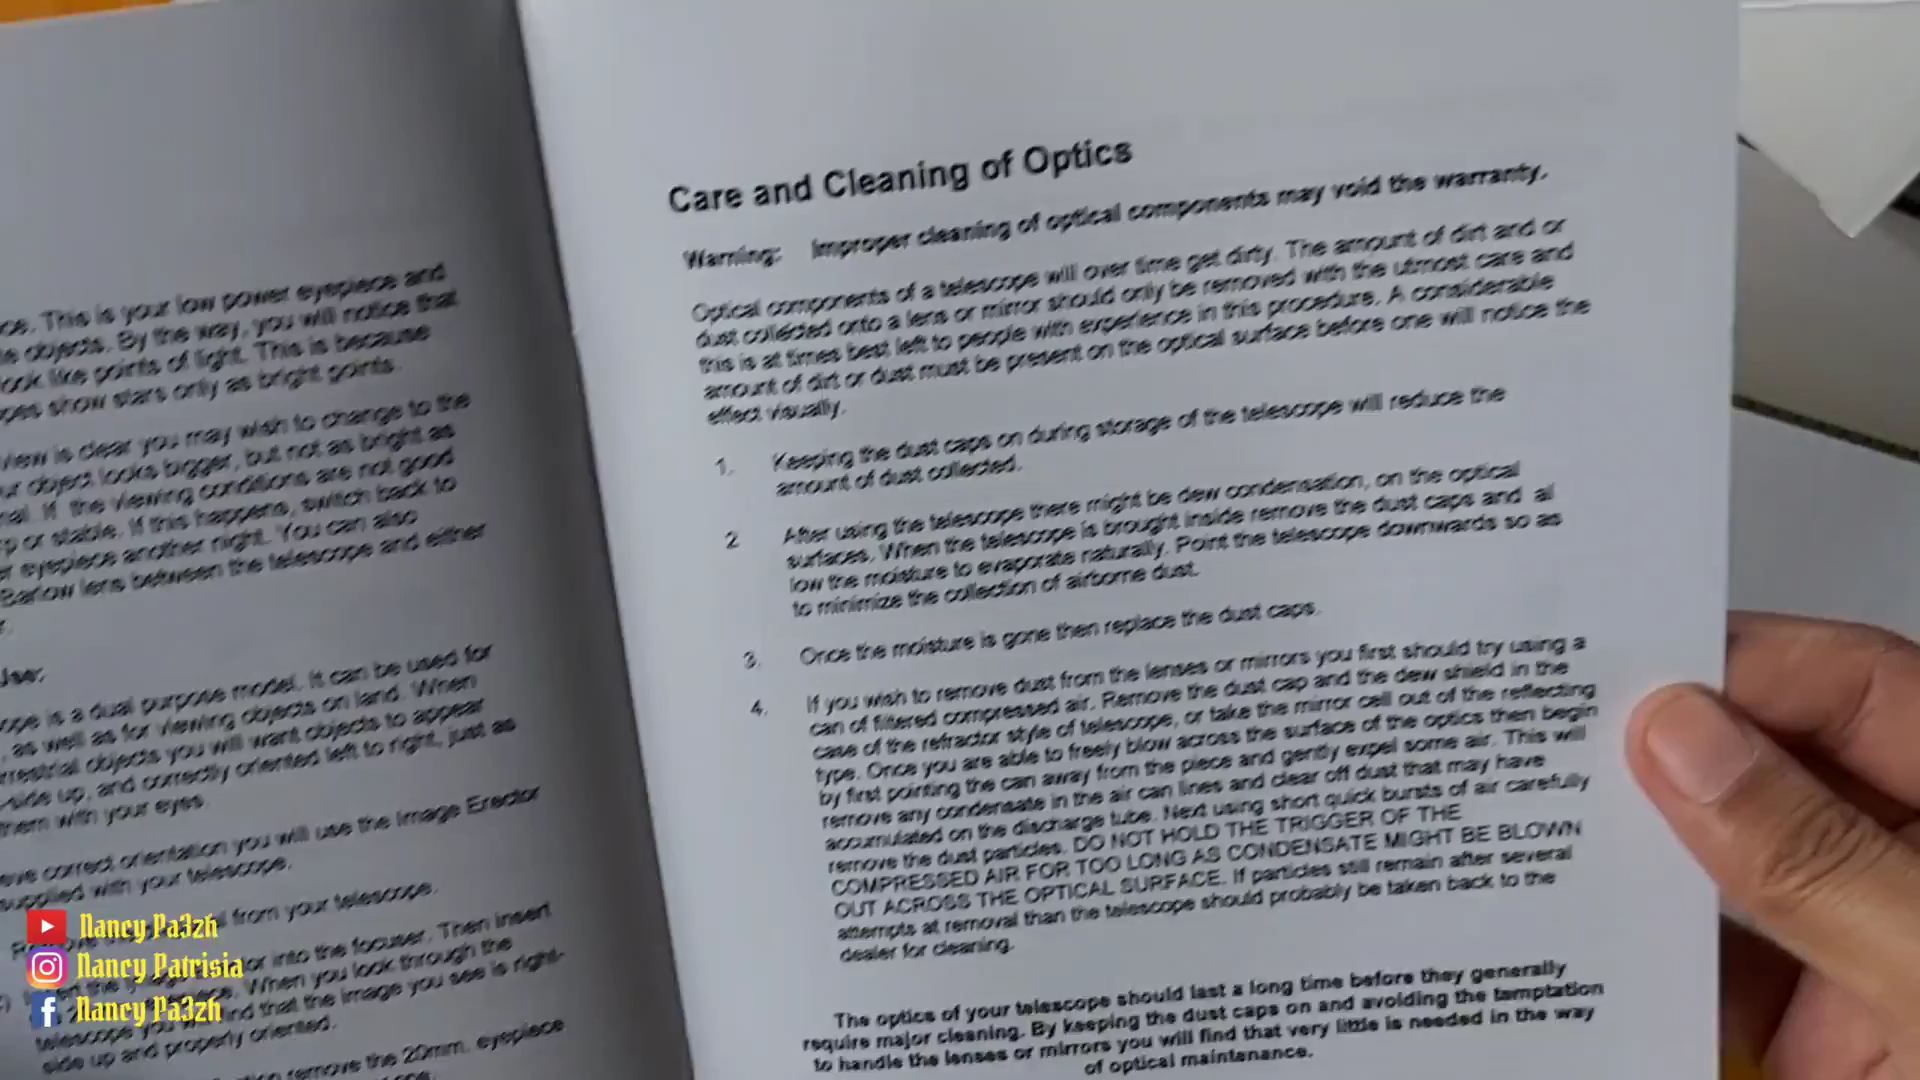 ce. This is your low power eyepiece and
le objects. By the way, you will notice that
look like points of light. This is because
opes show stars only as bright points.
view is clear you may wish to change to the
ur object looks bigger, but not as bright as
nal. If the viewing conditions are not good
rp or stable. If this happens, switch back to
er eyepiece another night. You can also
Barlow lens between the telescope and either
r.
Use:
ope is a dual purpose model. It can be used for
, as well as for viewing objects on land. When
rrestrial objects you will want objects to appear
-side up, and correctly oriented left to right, just as
them with your eyes.
eve correct orientation you will use the Image Erector
supplied with your telescope.
from your telescope.
or into the focuser. Then insert
When you look through the
telescope you will find that the image you see is right-
side up and properly oriented.
remove the 20mm. eyepiece
Care and Cleaning of Optics
Warning: Improper cleaning of optical components may void the warranty.
Optical components of a telescope will over time get dirty. The amount of dirt and or
dust collected onto a lens or mirror should only be removed with the utmost care and
this is at times best left to people with experience in this procedure. A considerable
amount of dirt or dust must be present on the optical surface before one will notice the
effect visually.
1. Keeping the dust caps on during storage of the telescope will reduce the
amount of dust collected.
2 After using the telescope there might be dew condensation, on the optical
surfaces. When the telescope is brought inside remove the dust caps and al
low the moisture to evaporate naturally. Point the telescope downwards so as
to minimize the collection of airborne dust.
3. Once the moisture is gone then replace the dust caps.
4. If you wish to remove dust from the lenses or mirrors you first should try using a
can of filtered compressed air. Remove the dust cap and the dew shield in the
case of the refractor style of telescope, or take the mirror cell out of the reflecting
type. Once you are able to freely blow across the surface of the optics then begin
by first pointing the can away from the piece and gently expel some air. This will
remove any condensate in the air can lines and clear off dust that may have
accumulated on the discharge tube. Next using short quick bursts of air carefully
remove the dust particles. DO NOT HOLD THE TRIGGER OF THE
COMPRESSED AIR FOR TOO LONG AS CONDENSATE MIGHT BE BLOWN
OUT ACROSS THE OPTICAL SURFACE. If particles still remain after several
attempts at removal than the telescope should probably be taken back to the
dealer for cleaning.
The optics of your telescope should last a long time before they generally
require major cleaning. By keeping the dust caps on and avoiding the temptation
to handle the lenses or mirrors you will find that very little is needed in the way
of optical maintenance.
Nancy Pa3zh
Nancy Patrisia
Nancy Pa3zh